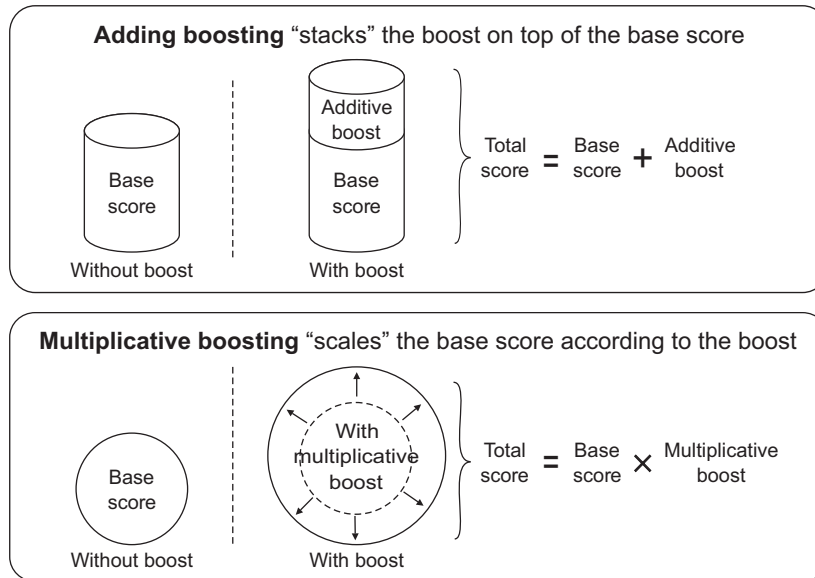 Adding boosting “stacks” the boost on top of the base score
Base
score
Without boost
Additive
boost
Base
score
With boost
Total
score
=
Base
score
+
Additive
boost
Multiplicative boosting “scales” the base score according to the boost
Base
score
Without boost
With
multiplicative
boost
With boost
Total
score
=
Base
score
×
Multiplicative
boost